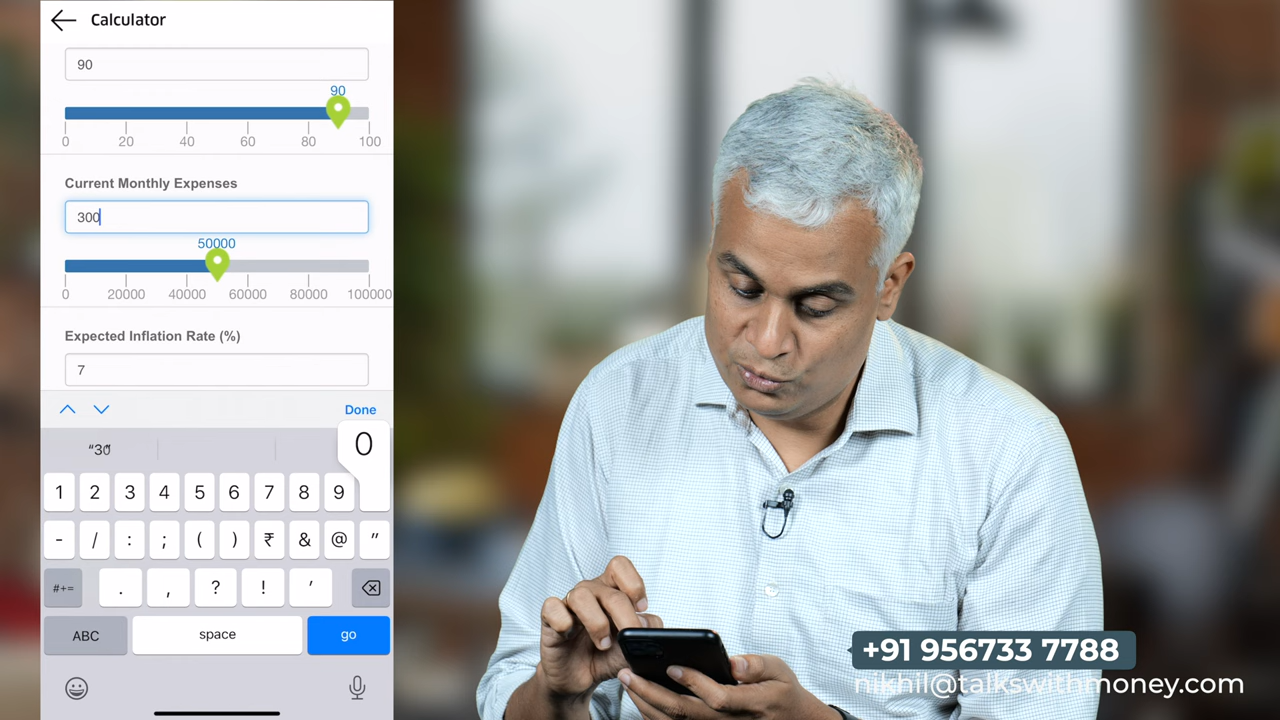 Calculator
90
90
0 20 40 60 80 100
Current Monthly Expenses
300
50000
0 20000 40000 60000 80000 100000
Expected Inflation Rate (%)
7
Done
0
1 2 3 4 5 6 7 8 9
- / : ; ( ) ₹ & @ "
#+= . , ? ! '
ABC space go
+91 956733 7788
nikhil@talkswithmoney.com